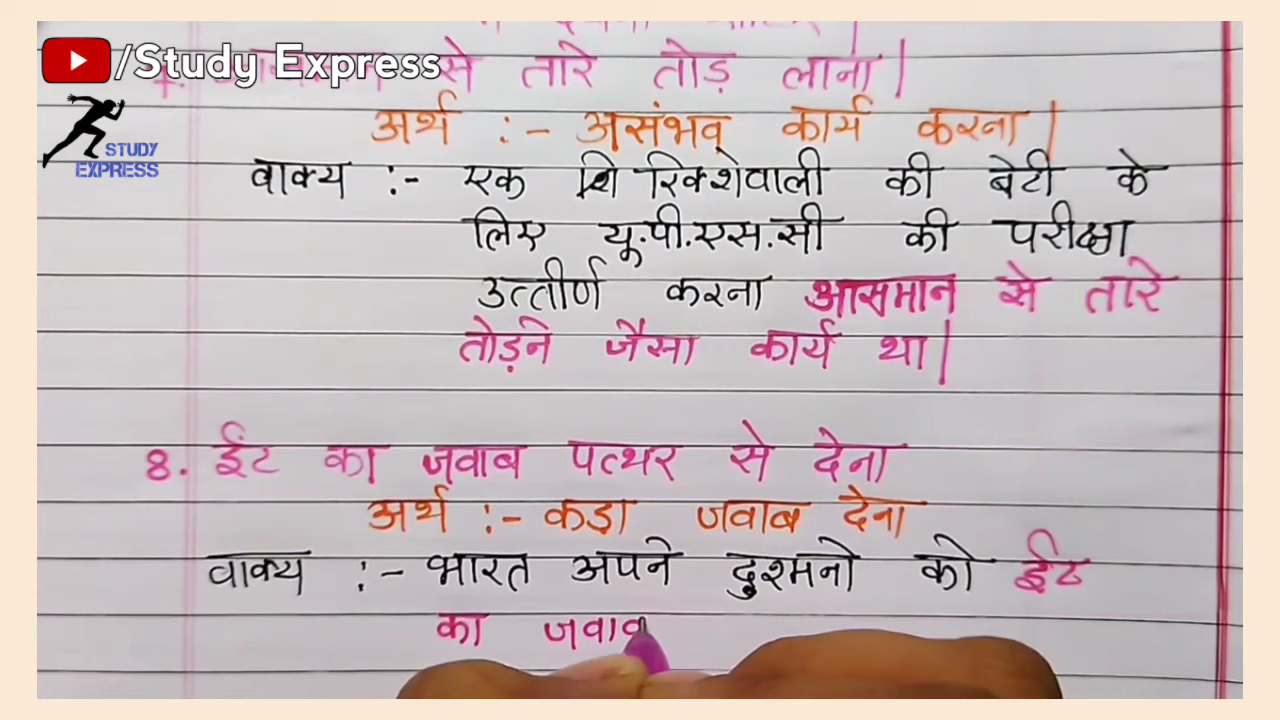 /Study Express
से तारे तोड़ लाना|
STUDY
EXPRESS
अर्थ :- असंभव् कार्य करना|
वाक्य :- एक रिक्शेवाली की बेटी के
लिए यू.पी.एस.सी की परीक्षा
उत्तीर्ण करना आसमान से तारे
तोड़ने जैसा कार्य था|
8. ईंट का जवाब पत्थर से देना
अर्थ :- कडा जवाब देना
वाक्य :- भारत अपने दुश्मनो को ईंट
का जवाब